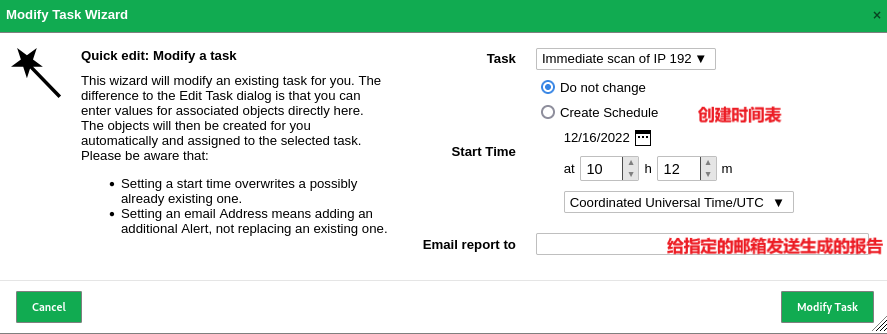 Modify Task Wizard ×
Quick edit: Modify a task
This wizard will modify an existing task for you. The
difference to the Edit Task dialog is that you can
enter values for associated objects directly here.
The objects will then be created for you
automatically and assigned to the selected task.
Please be aware that:
• Setting a start time overwrites a possibly
already existing one.
• Setting an email Address means adding an
additional Alert, not replacing an existing one.
Task Immediate scan of IP 192 ▼
Do not change
Create Schedule 创建时间表
12/16/2022
Start Time
at 10 h 12 m
Coordinated Universal Time/UTC ▼
Email report to 给指定的邮箱发送生成的报告
Cancel Modify Task